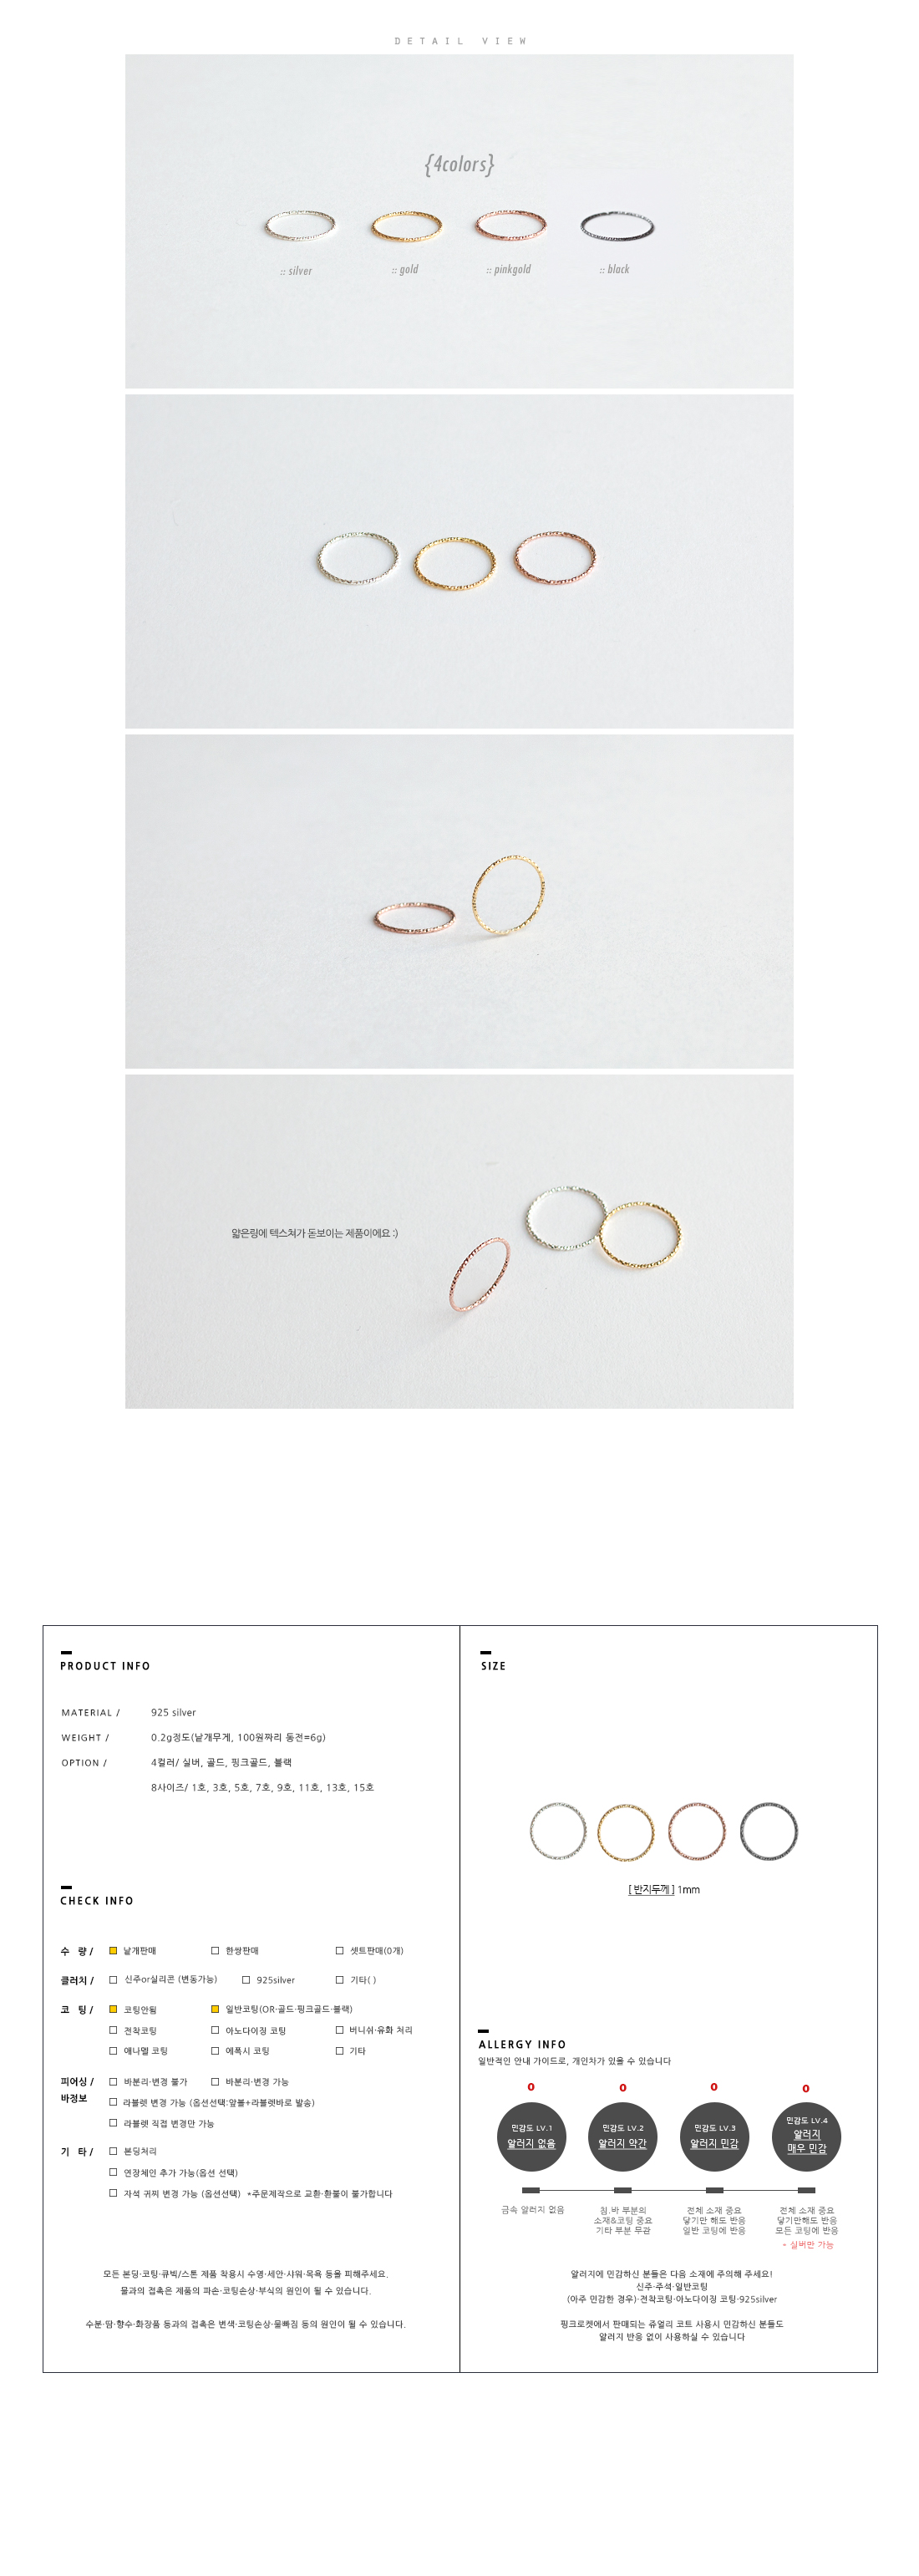 DETAIL VIEW
{4colors}
:: silver
:: gold
:: pinkgold
:: black
얇은링에 텍스쳐가 돋보이는 제품이에요 :)
PRODUCT INFO
MATERIAL / 925 silver
WEIGHT / 0.2g정도(낱개무게, 100원짜리 동전=6g)
OPTION / 4컬러/ 실버, 골드, 핑크골드, 블랙
8사이즈/ 1호, 3호, 5호, 7호, 9호, 11호, 13호, 15호
CHECK INFO
수 량 / 낱개판매 한쌍판매 셋트판매(0개)
클러치 / 신주or실리콘 (변동가능) 925silver 기타( )
코 팅 / 코팅안됨 일반코팅(OR·골드·핑크골드·블랙)
전착코팅 아노다이징 코팅 버니쉬·유화 처리
애나멜 코팅 에폭시 코팅 기타
피어싱 / 바분리·변경 불가 바분리·변경 가능
바정보 라블렛 변경 가능 (옵션선택:앞볼+라블렛바로 발송)
라블렛 직접 변경만 가능
기 타 / 본딩처리
연장체인 추가 가능(옵션 선택)
자석 귀찌 변경 가능 (옵션선택) *주문제작으로 교환·환불이 불가합니다
모든 본딩·코팅·큐빅/스톤 제품 착용시 수영·세안·샤워·목욕 등을 피해주세요.
물과의 접촉은 제품의 파손·코팅손상·부식의 원인이 될 수 있습니다.
수분·땀·향수·화장품 등과의 접촉은 변색·코팅손상·물빠짐 등의 원인이 될 수 있습니다.
SIZE
[ 반지두께 ] 1mm
ALLERGY INFO
일반적인 안내 가이드로, 개인차가 있을 수 있습니다
O O O O
민감도 LV.1
알러지 없음
민감도 LV.2
알러지 약간
민감도 LV.3
알러지 민감
민감도 LV.4
알러지
매우 민감
금속 알러지 없음
침.바 부분의
소재&코팅 중요
기타 부분 무관
전체 소재 중요
닿기만 해도 반응
일반 코팅에 반응
전체 소재 중요
닿기만해도 반응
모든 코팅에 반응
* 실버만 가능
알러지에 민감하신 분들은 다음 소재에 주의해 주세요!
신주·주석·일반코팅
(아주 민감한 경우)·전착코팅·아노다이징 코팅·925silver
핑크로켓에서 판매되는 쥬얼리 코트 사용시 민감하신 분들도
알러지 반응 없이 사용하실 수 있습니다